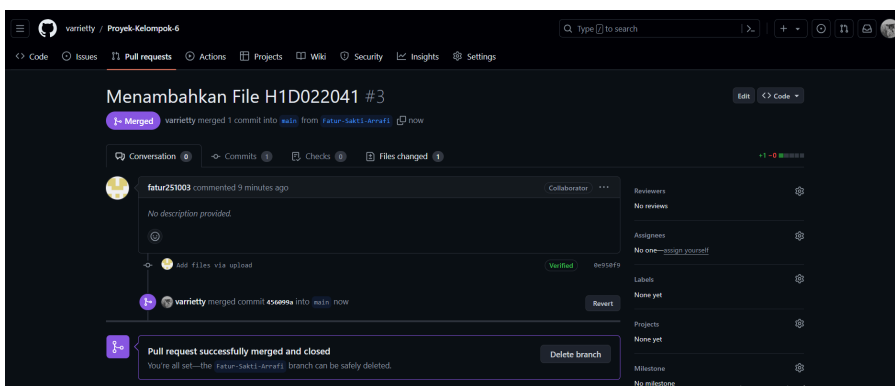 varrietty / Proyek-Kelompok-6
Type / to search
Code Issues Pull requests Actions Projects Wiki Security Insights Settings
Menambahkan File H1D022041 #3
Edit <> Code
Merged varrietty merged 1 commit into main from Fatur-Sakti-Arrafi now
Conversation 0 Commits 1 Checks 0 Files changed 1
+1 −0
fatur251003 commented 9 minutes ago Collaborator ...
No description provided.
Reviewers
No reviews
Assignees
No one—assign yourself
Add files via upload Verified 0e950f9
Labels
None yet
varrietty merged commit 456099a into main now
Revert
Projects
None yet
Pull request successfully merged and closed
You're all set—the Fatur-Sakti-Arrafi branch can be safely deleted.
Delete branch
Milestone
No milestone